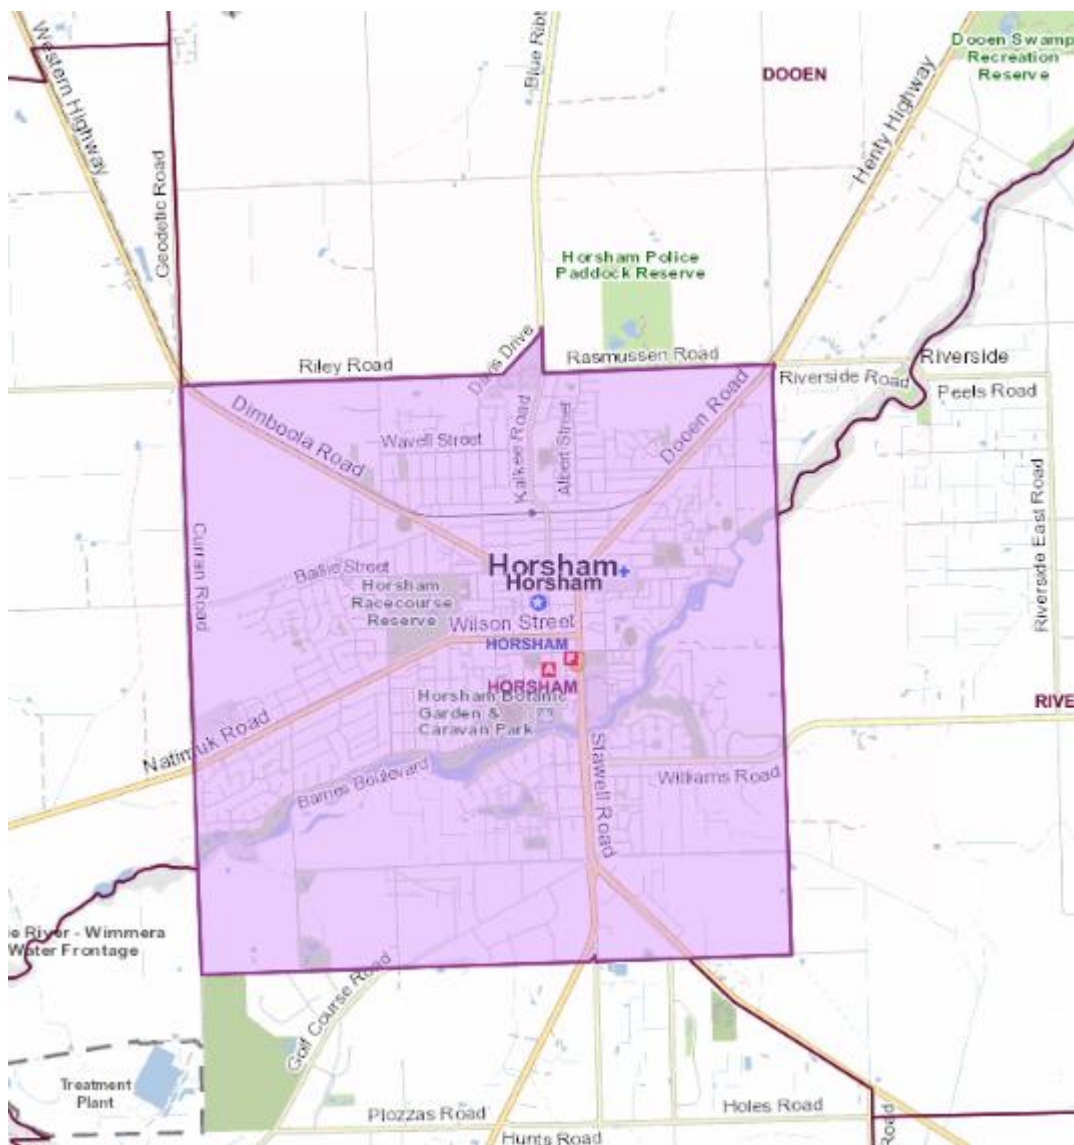 Western Highway
Blue Ribb
Dooen Swamp
Recreation
Reserve
DOOEN
Henty Highway
Geodetic Road
Horsham Police
Paddock Reserve
Riley Road
Davis Drive
Rasmussen Road
Riverside
Riverside Road
Peels Road
Dimboola Road
Wavell Street
Kalkee Road
Albert Street
Dooen Road
Curran Road
Baillie Street
Horsham
Horsham
Horsham
Racecourse
Reserve
Wilson Street
HORSHAM
HORSHAM
A
P
Riverside East Road
Horsham Botanic
Garden &
Caravan Park
Natimuk Road
RIVE
Barnes Boulevard
Stawell Road
Williams Road
e River - Wimmera
Water Frontage
Golf Course Road
Treatment
Plant
Plozzas Road
Holes Road
Hunts Road
Road